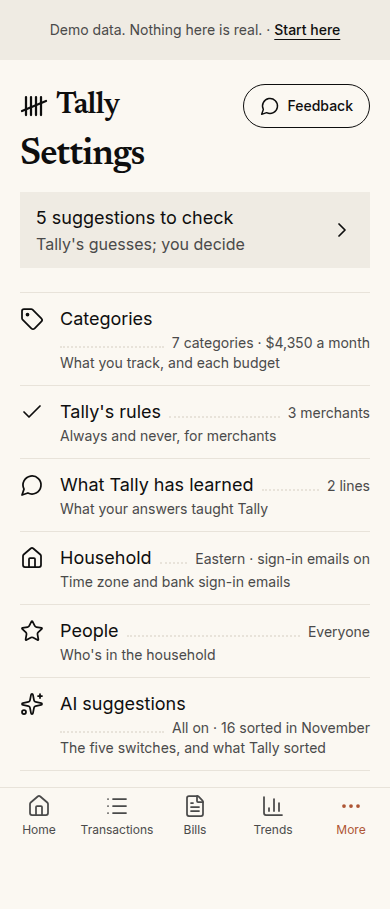 Demo data. Nothing here is real. · Start here
Tally
Feedback
Settings
5 suggestions to check
Tally's guesses; you decide
Categories
7 categories · $4,350 a month
What you track, and each budget
Tally's rules
3 merchants
Always and never, for merchants
What Tally has learned
2 lines
What your answers taught Tally
Household
Eastern · sign-in emails on
Time zone and bank sign-in emails
People
Everyone
Who's in the household
AI suggestions
All on · 16 sorted in November
The five switches, and what Tally sorted
Home
Transactions
Bills
Trends
More